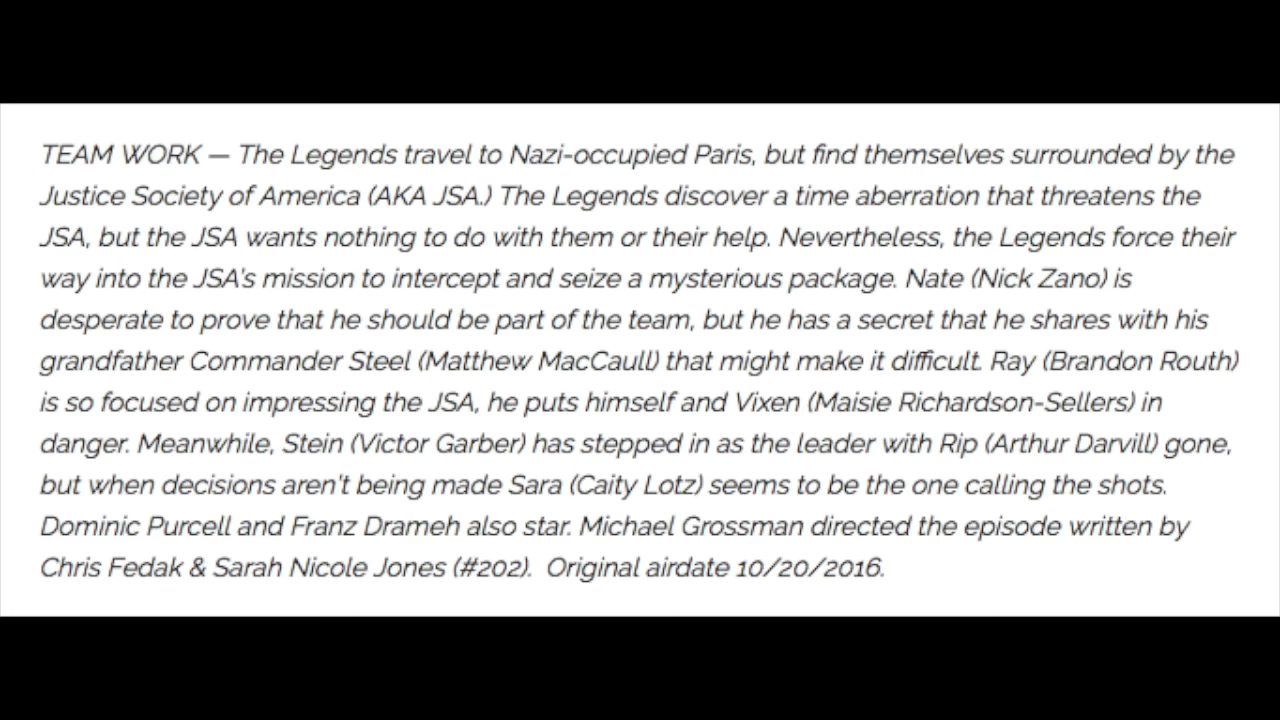 TEAM WORK — The Legends travel to Nazi-occupied Paris, but find themselves surrounded by the
Justice Society of America (AKA JSA.) The Legends discover a time aberration that threatens the
JSA, but the JSA wants nothing to do with them or their help. Nevertheless, the Legends force their
way into the JSA’s mission to intercept and seize a mysterious package. Nate (Nick Zano) is
desperate to prove that he should be part of the team, but he has a secret that he shares with his
grandfather Commander Steel (Matthew MacCaull) that might make it difficult. Ray (Brandon Routh)
is so focused on impressing the JSA, he puts himself and Vixen (Maisie Richardson-Sellers) in
danger. Meanwhile, Stein (Victor Garber) has stepped in as the leader with Rip (Arthur Darvill) gone,
but when decisions aren’t being made Sara (Caity Lotz) seems to be the one calling the shots.
Dominic Purcell and Franz Drameh also star. Michael Grossman directed the episode written by
Chris Fedak & Sarah Nicole Jones (#202).  Original airdate 10/20/2016.